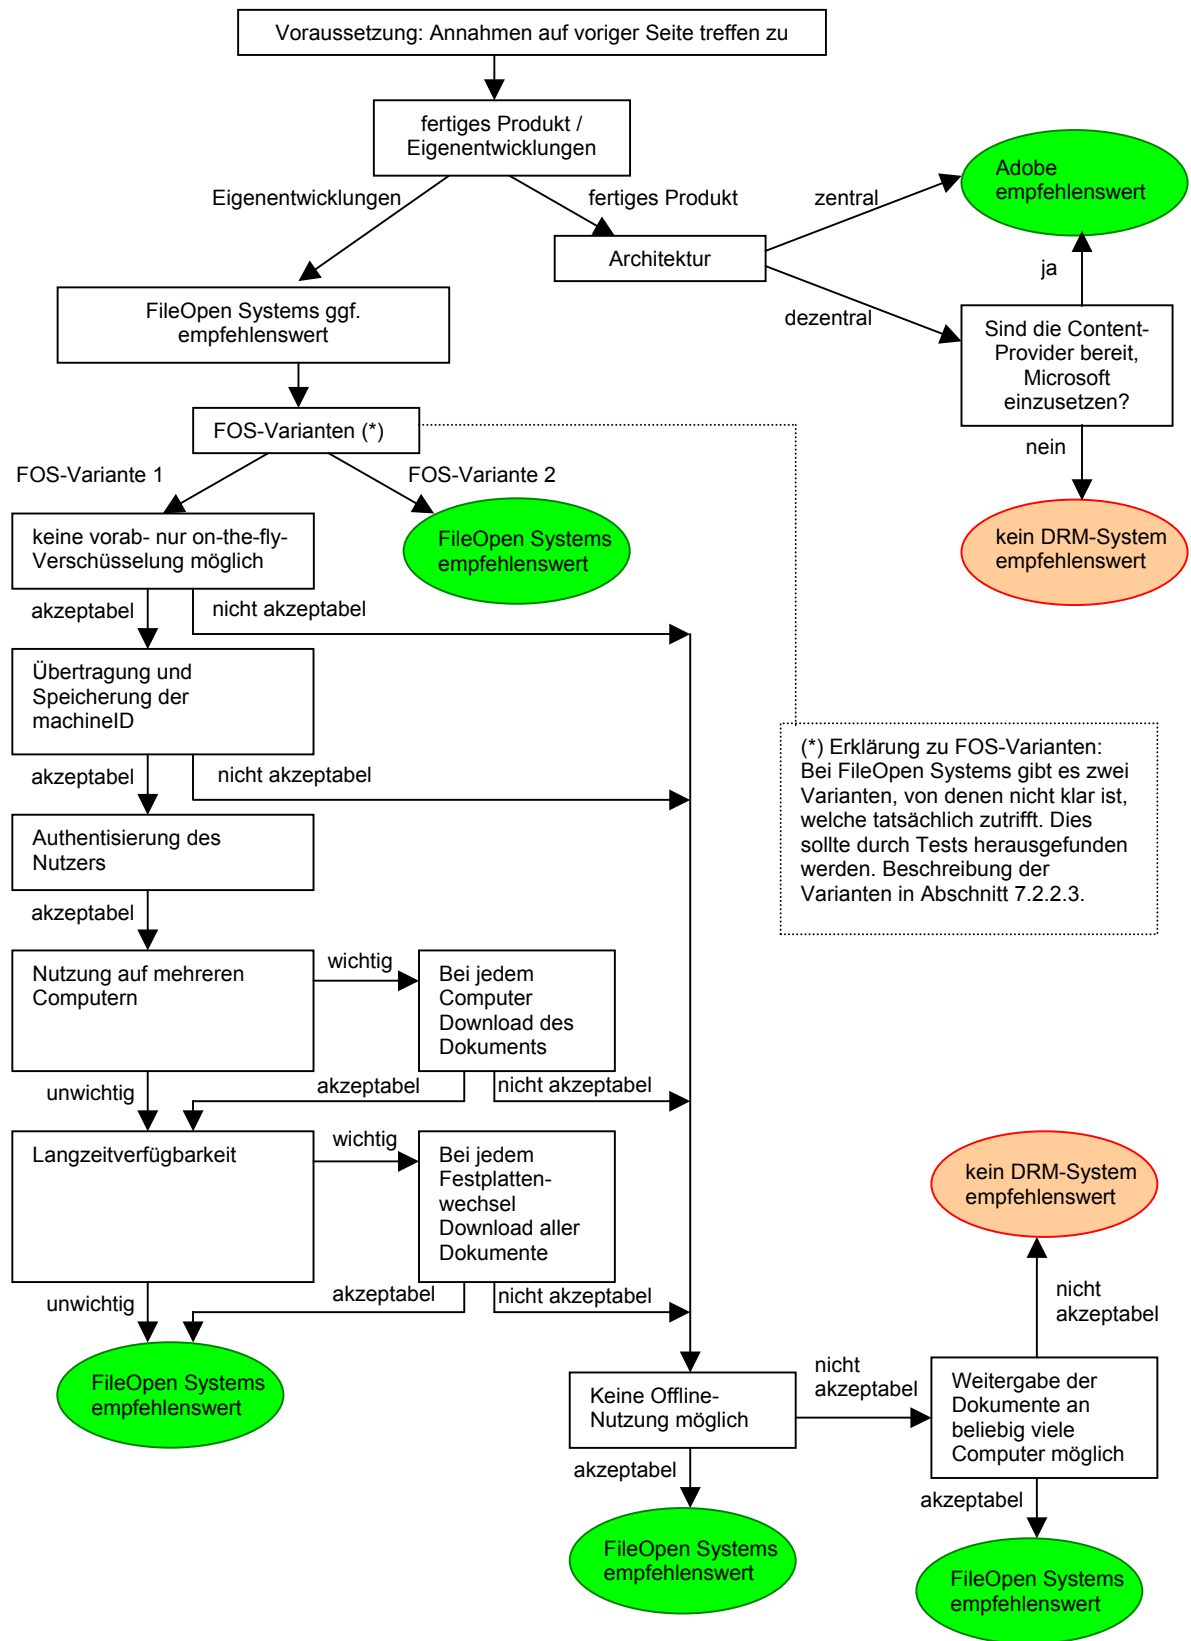 Voraussetzung: Annahmen auf voriger Seite treffen zu
fertiges Produkt /
Eigenentwicklungen
Eigenentwicklungen
fertiges Produkt
Architektur
zentral
dezentral
Adobe
empfehlenswert
ja
Sind die Content-
Provider bereit,
Microsoft
einzusetzen?
nein
kein DRM-System
empfehlenswert
FileOpen Systems ggf.
empfehlenswert
FOS-Varianten (*)
FOS-Variante 1
FOS-Variante 2
FileOpen Systems
empfehlenswert
keine vorab- nur on-the-fly-
Verschüsselung möglich
akzeptabel
nicht akzeptabel
Übertragung und
Speicherung der
machineID
akzeptabel
nicht akzeptabel
(*) Erklärung zu FOS-Varianten:
Bei FileOpen Systems gibt es zwei
Varianten, von denen nicht klar ist,
welche tatsächlich zutrifft. Dies
sollte durch Tests herausgefunden
werden. Beschreibung der
Varianten in Abschnitt 7.2.2.3.
Authentisierung des
Nutzers
akzeptabel
Nutzung auf mehreren
Computern
wichtig
Bei jedem
Computer
Download des
Dokuments
unwichtig
akzeptabel
nicht akzeptabel
Langzeitverfügbarkeit
wichtig
Bei jedem
Festplatten-
wechsel
Download aller
Dokumente
unwichtig
akzeptabel
nicht akzeptabel
FileOpen Systems
empfehlenswert
Keine Offline-
Nutzung möglich
nicht
akzeptabel
akzeptabel
FileOpen Systems
empfehlenswert
kein DRM-System
empfehlenswert
nicht
akzeptabel
Weitergabe der
Dokumente an
beliebig viele
Computer möglich
akzeptabel
FileOpen Systems
empfehlenswert